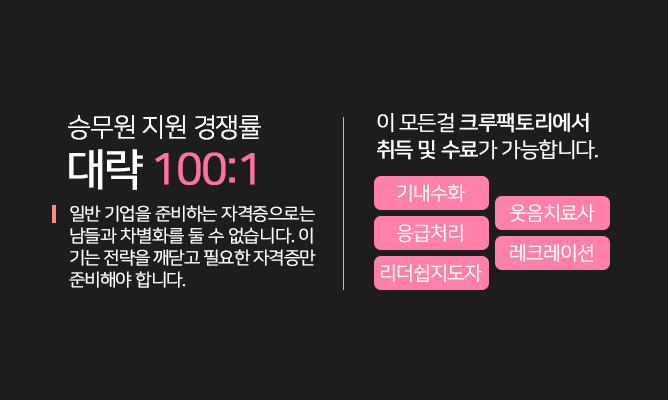 승무원 지원 경쟁률
대략 100:1
일반 기업을 준비하는 자격증으로는
남들과 차별화를 둘 수 없습니다. 이
기는 전략을 깨닫고 필요한 자격증만
준비해야 합니다.
이 모든걸 크루팩토리에서
취득 및 수료가 가능합니다.
기내수화
응급처리
리더쉽지도자
웃음치료사
레크레이션